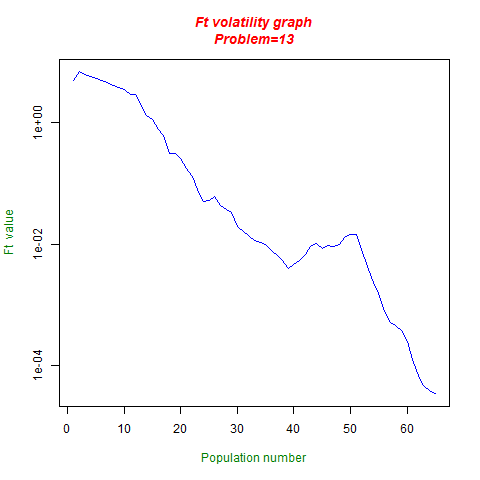 Ft volatility graph
Problem=13
1e+00
1e-02
1e-04
Ft value
0 10 20 30 40 50 60
Population number